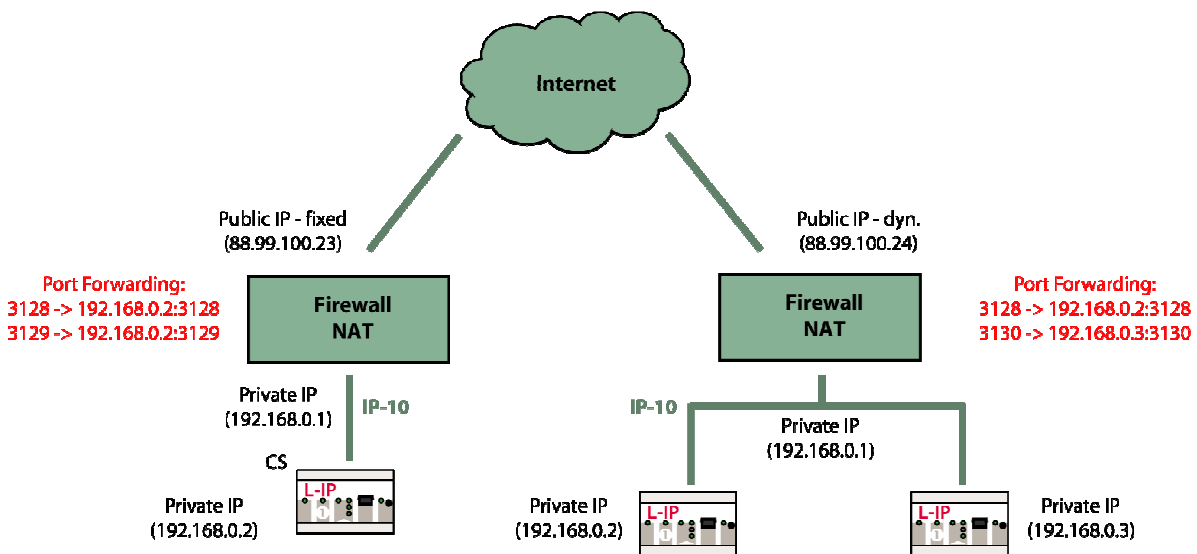 Internet
Public IP - fixed
(88.99.100.23)
Public IP - dyn.
(88.99.100.24)
Port Forwarding:
3128 -> 192.168.0.2:3128
3129 -> 192.168.0.2:3129
Firewall
NAT
Firewall
NAT
Port Forwarding:
3128 -> 192.168.0.2:3128
3130 -> 192.168.0.3:3130
Private IP
(192.168.0.1)
IP-10
IP-10
Private IP
(192.168.0.1)
CS
L-IP
Private IP
(192.168.0.2)
Private IP
(192.168.0.2)
L-IP
L-IP
Private IP
(192.168.0.3)